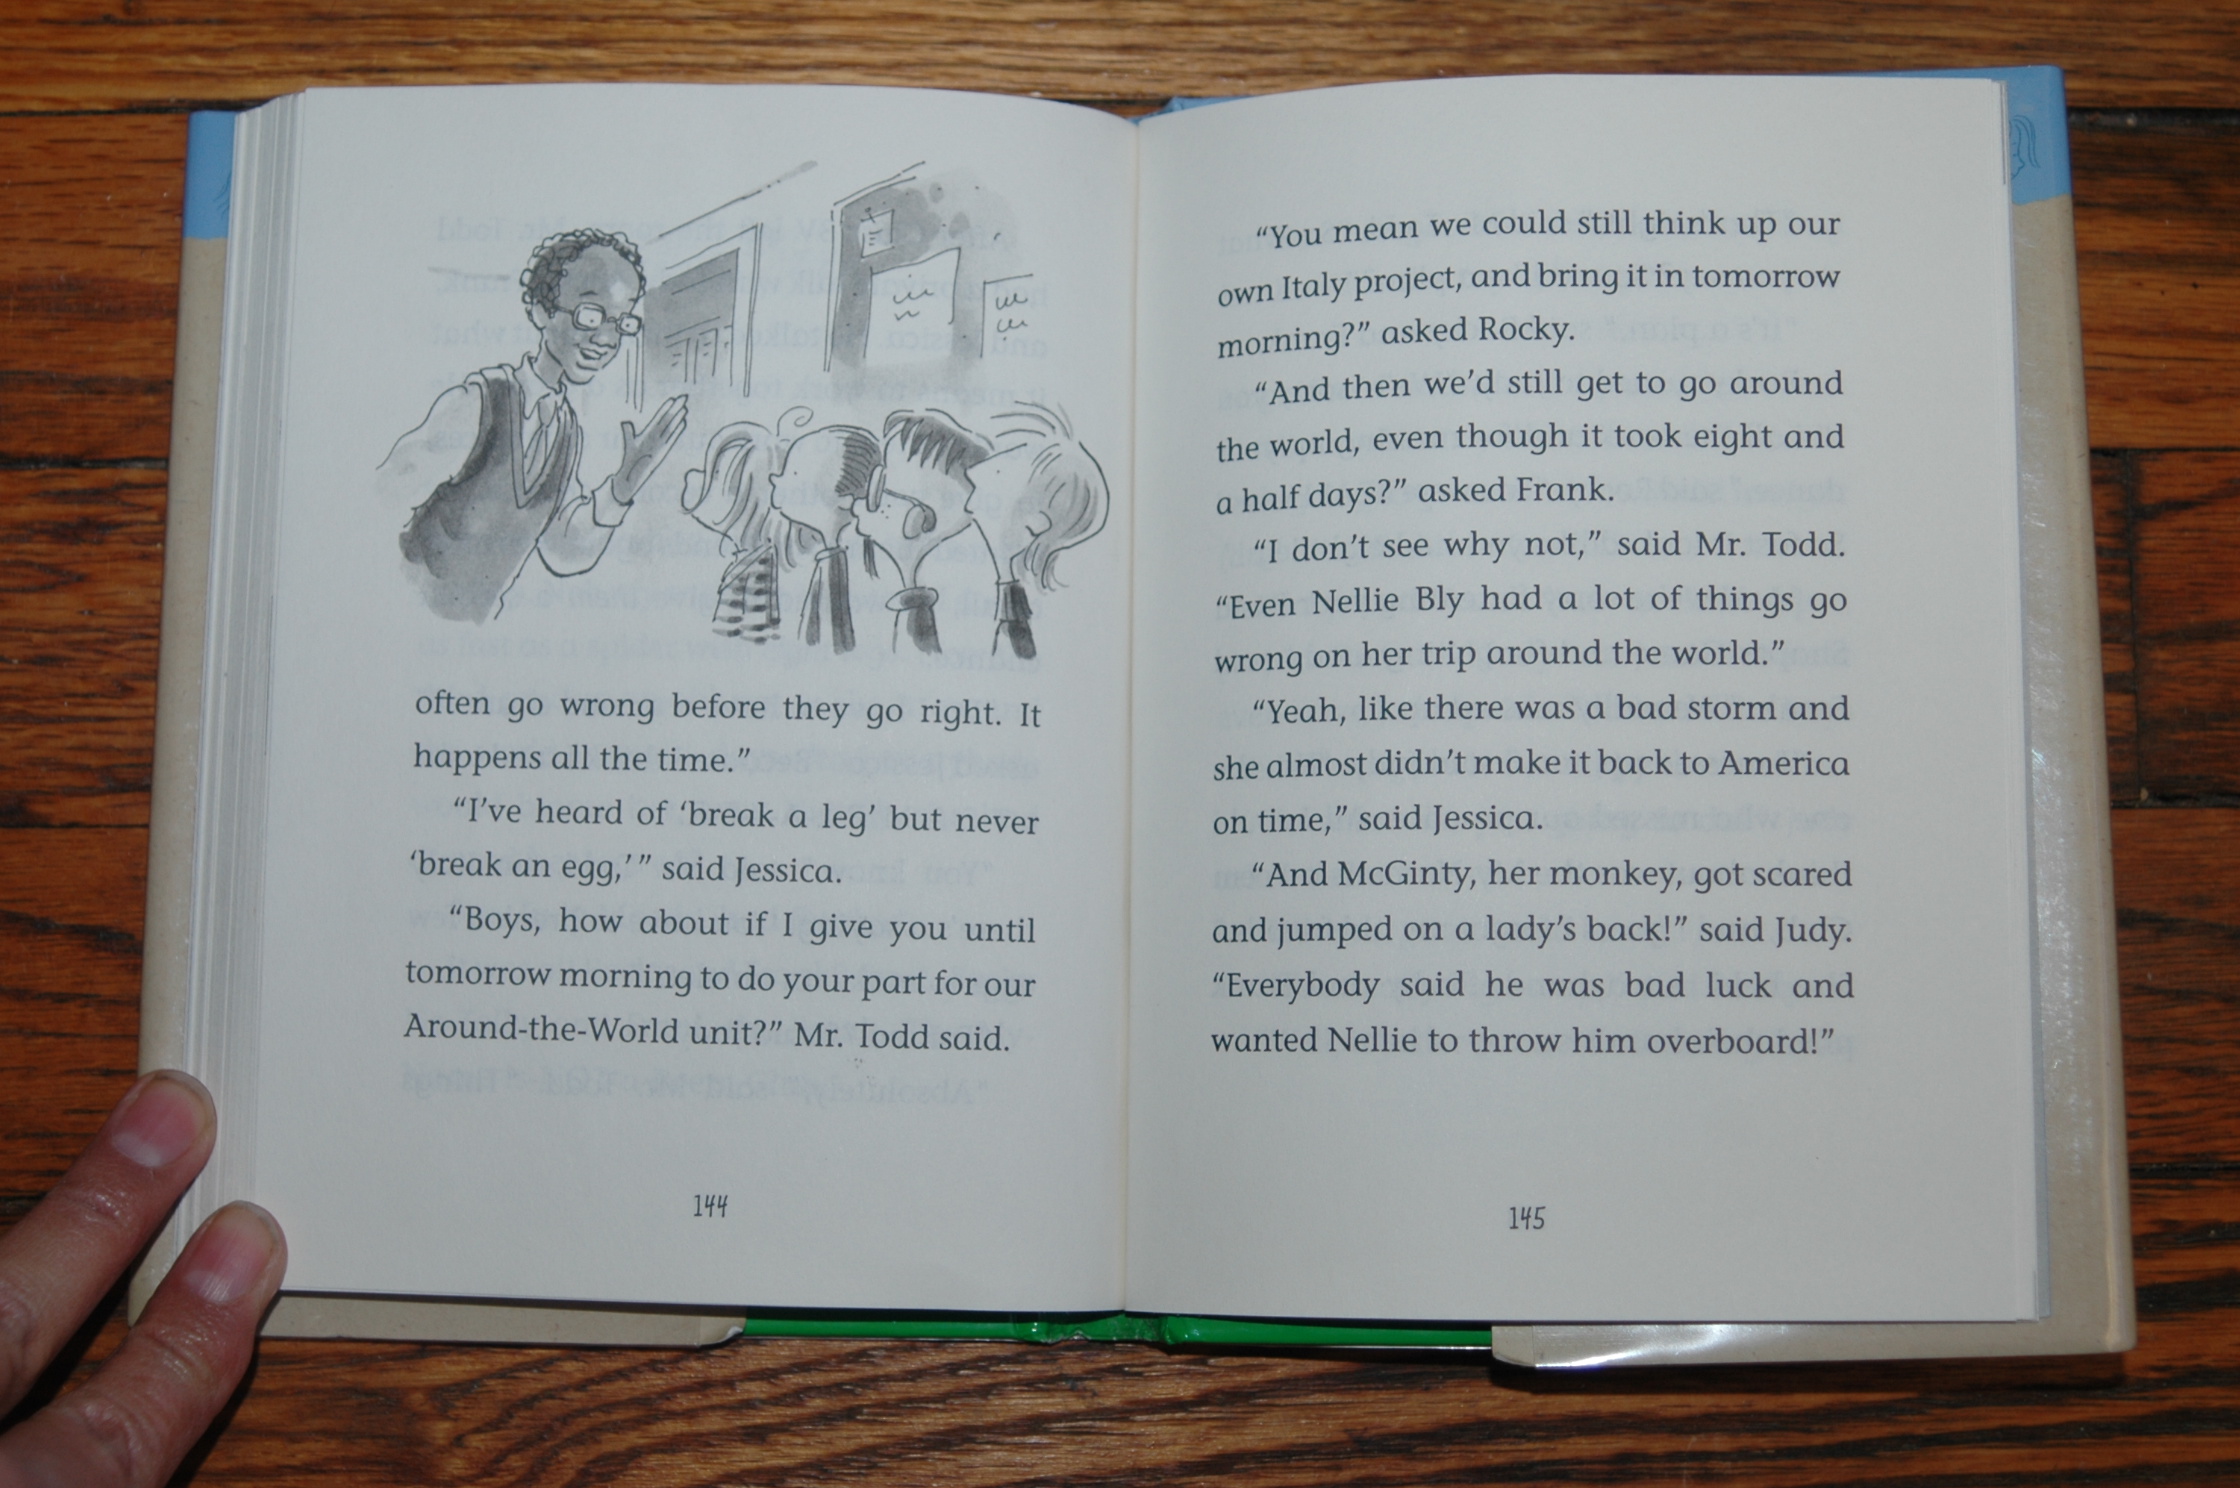 often go wrong before they go right. It
happens all the time.”
“I’ve heard of ‘break a leg’ but never
‘break an egg,’” said Jessica.
“Boys, how about if I give you until
tomorrow morning to do your part for our
Around-the-World unit?” Mr. Todd said.
144
“You mean we could still think up our
own Italy project, and bring it in tomorrow
morning?” asked Rocky.
“And then we’d still get to go around
the world, even though it took eight and
a half days?” asked Frank.
“I don’t see why not,” said Mr. Todd.
“Even Nellie Bly had a lot of things go
wrong on her trip around the world.”
“Yeah, like there was a bad storm and
she almost didn’t make it back to America
on time,” said Jessica.
“And McGinty, her monkey, got scared
and jumped on a lady’s back!” said Judy.
“Everybody said he was bad luck and
wanted Nellie to throw him overboard!”
145